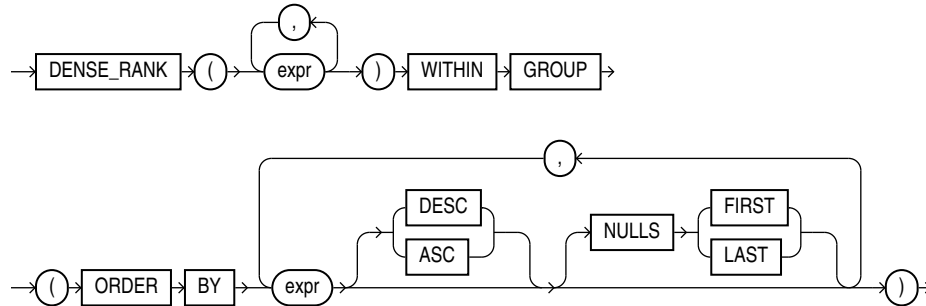 ,
DENSE_RANK ( expr ) WITHIN GROUP
,
DESC FIRST
NULLS
ASC LAST
( ORDER BY expr )